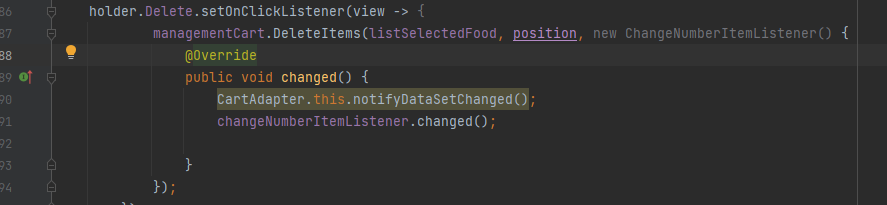 86 holder.Delete.setOnClickListener(view -> {
87 managementCart.DeleteItems(listSelectedFood, position, new ChangeNumberItemListener() {
88 @Override
89 public void changed() {
90 CartAdapter.this.notifyDataSetChanged();
91 changeNumberItemListener.changed();
92
93 }
94 });